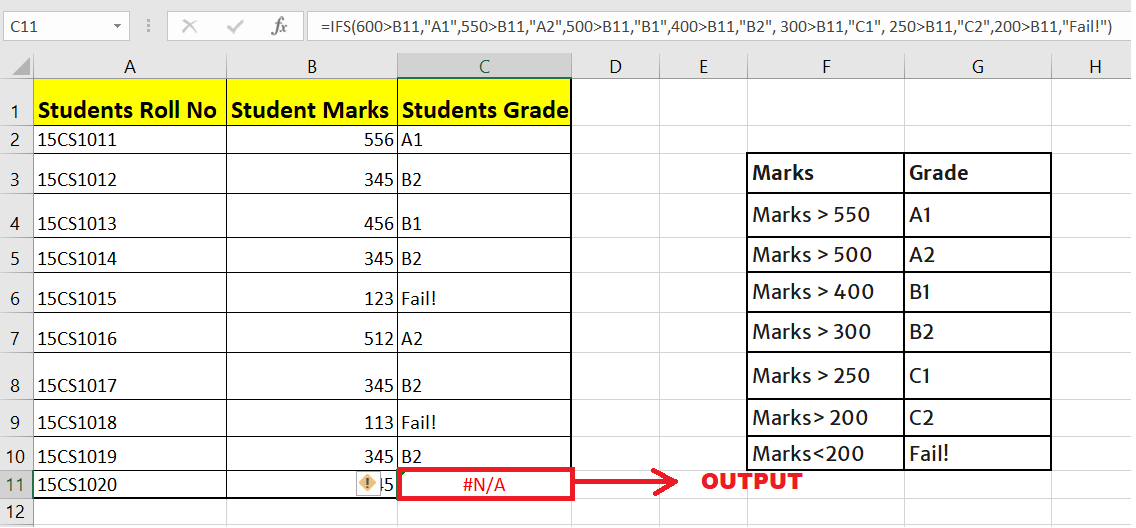 C11 fx =IFS(600>B11,"A1",550>B11,"A2",500>B11,"B1",400>B11,"B2", 300>B11,"C1", 250>B11,"C2",200>B11,"Fail!")
A B C D E F G H
1 Students Roll No Student Marks Students Grade
2 15CS1011 556 A1
3 15CS1012 345 B2 Marks Grade
4 15CS1013 456 B1 Marks > 550 A1
5 15CS1014 345 B2 Marks > 500 A2
6 15CS1015 123 Fail! Marks > 400 B1
7 15CS1016 512 A2 Marks > 300 B2
8 15CS1017 345 B2 Marks > 250 C1
9 15CS1018 113 Fail! Marks> 200 C2
10 15CS1019 345 B2 Marks<200 Fail!
11 15CS1020 #N/A OUTPUT
12